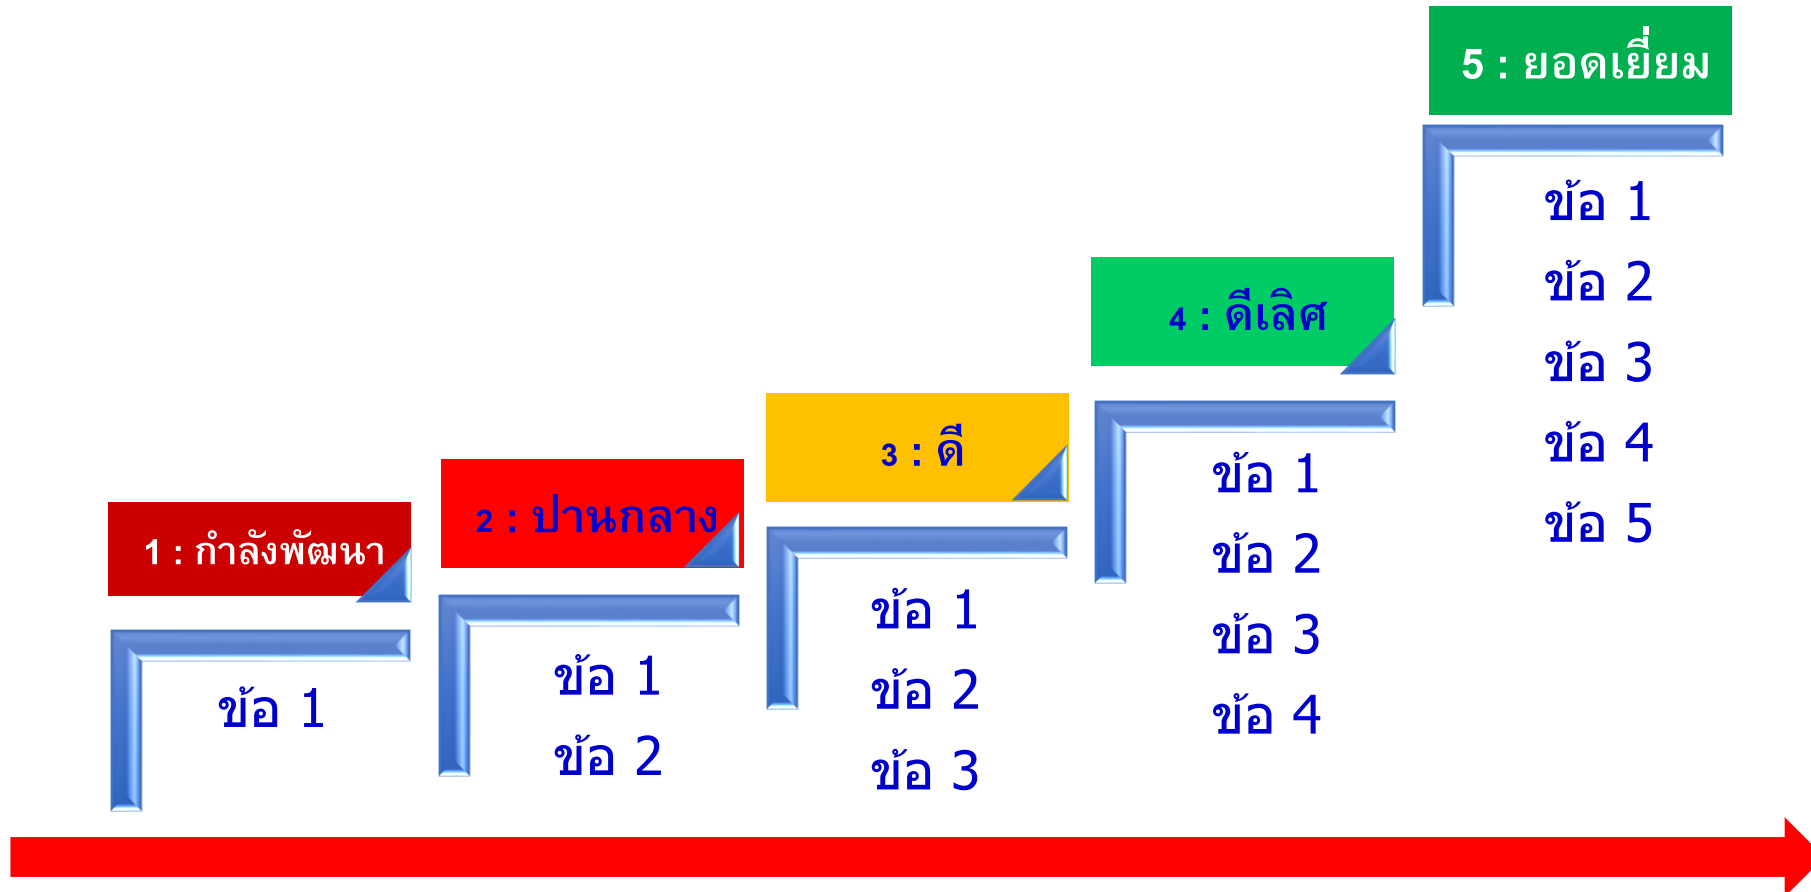 1 : กำลังพัฒนา
ข้อ 1
2 : ปานกลาง
ข้อ 1
ข้อ 2
3 : ดี
ข้อ 1
ข้อ 2
ข้อ 3
4 : ดีเลิศ
ข้อ 1
ข้อ 2
ข้อ 3
ข้อ 4
5 : ยอดเยี่ยม
ข้อ 1
ข้อ 2
ข้อ 3
ข้อ 4
ข้อ 5